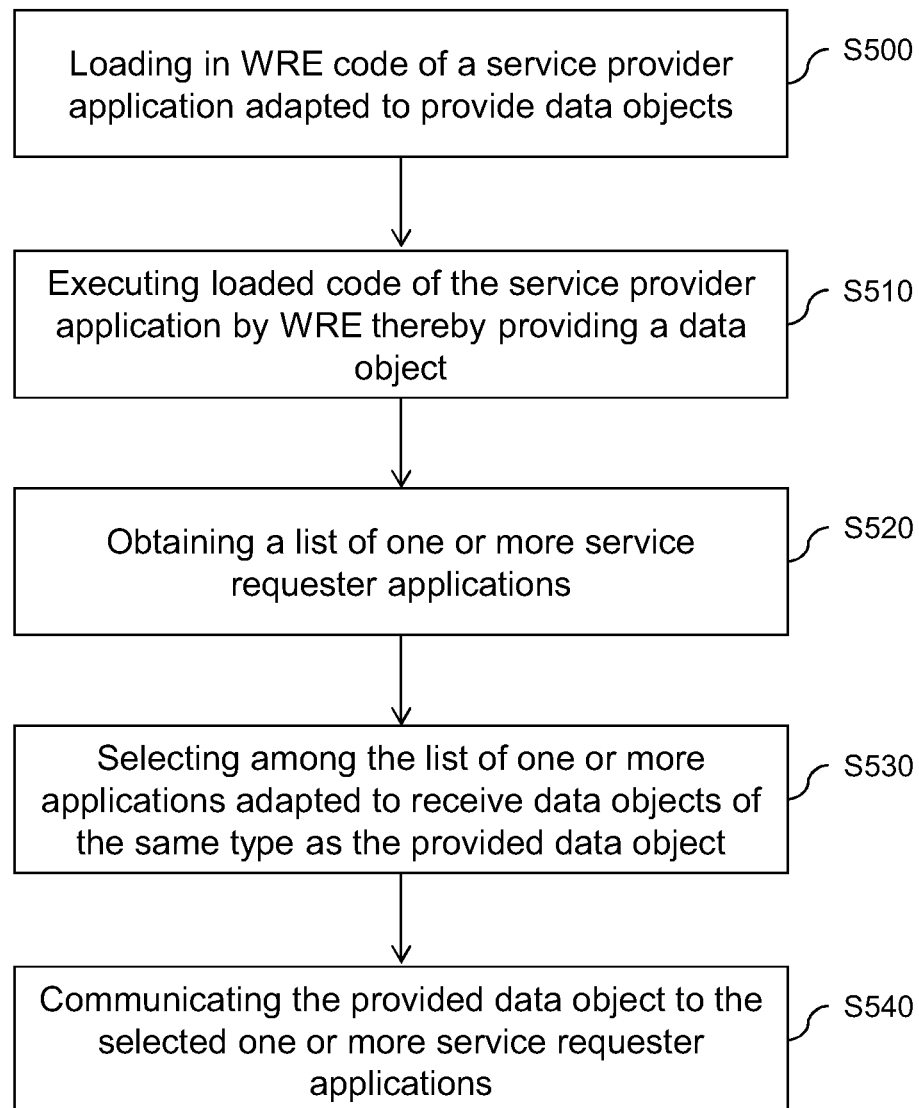 Loading in WRE code of a service provider
application adapted to provide data objects
S500
Executing loaded code of the service provider
application by WRE thereby providing a data
object
S510
Obtaining a list of one or more service
requester applications
S520
Selecting among the list of one or more
applications adapted to receive data objects of
the same type as the provided data object
S530
Communicating the provided data object to the
selected one or more service requester
applications
S540